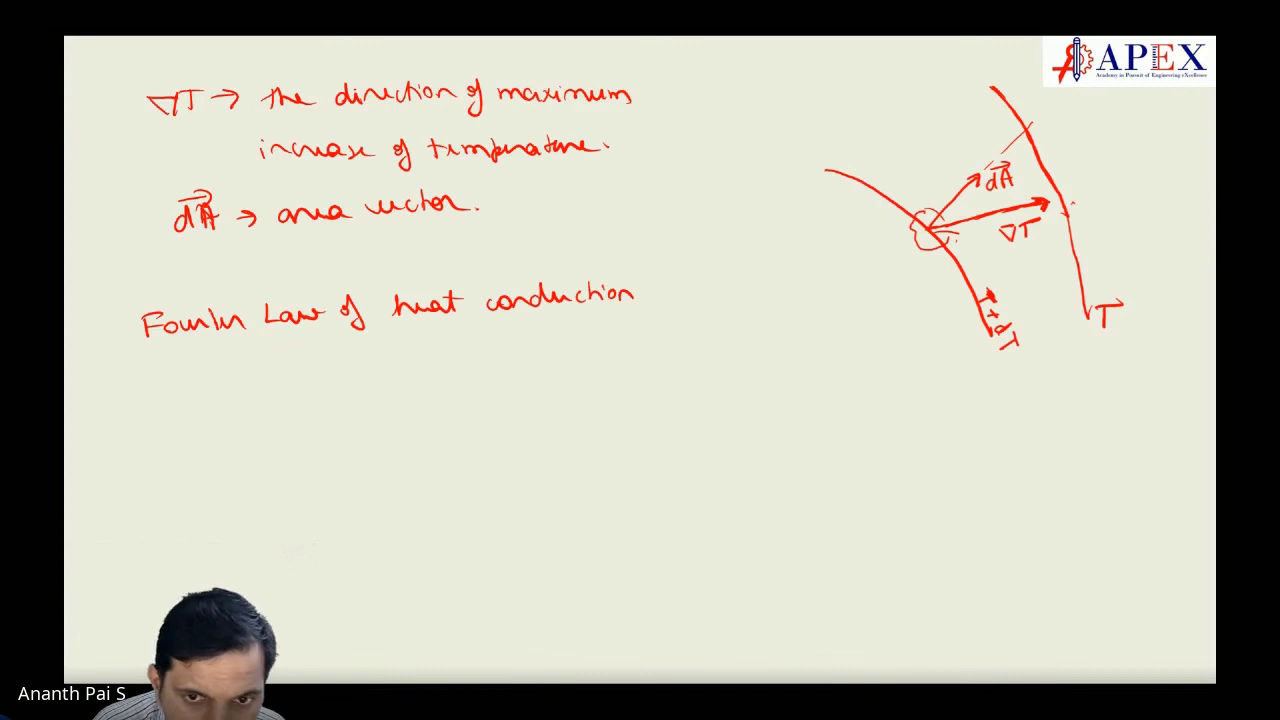 ∇T → the direction of maximum
increase of temperature.
dA → area vector.
Fourier Law of heat conduction
dA
∇T
T+dT
T
APEX
Academy in Pursuit of Engineering eXcellence
Ananth Pai S